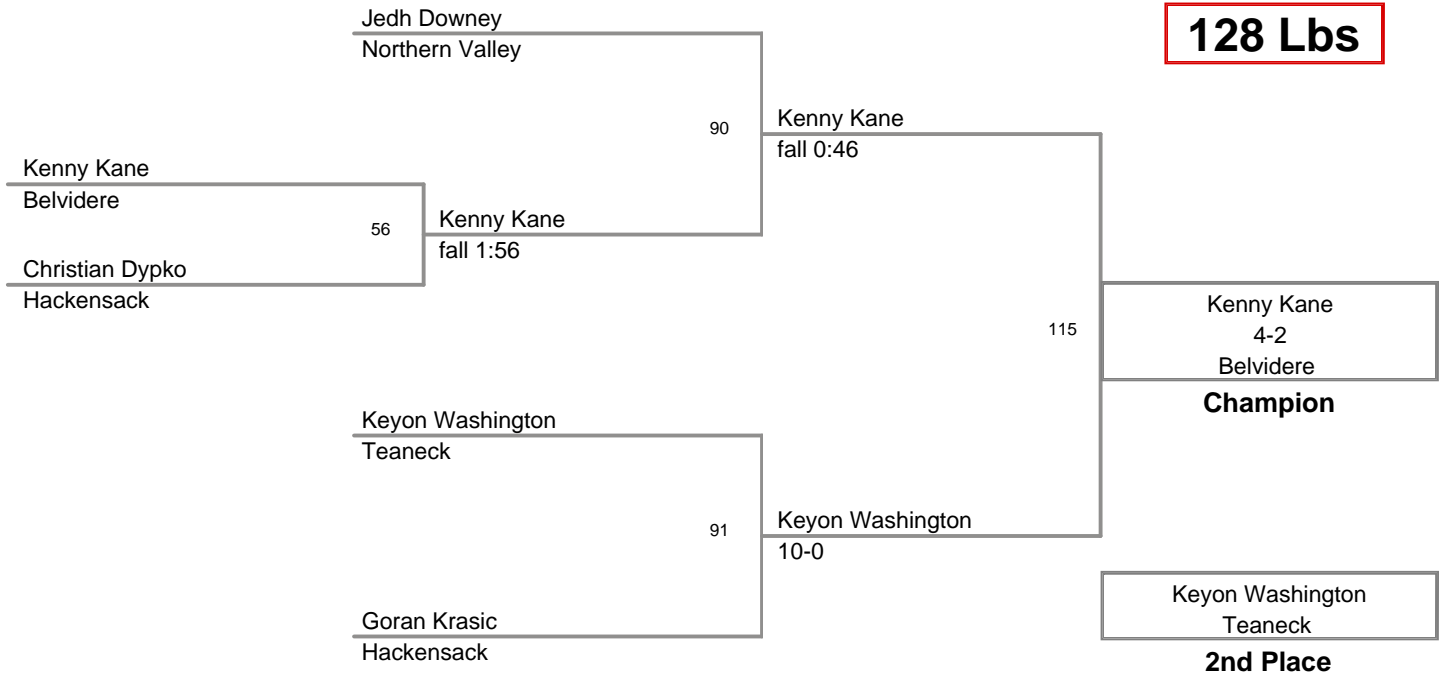 Jedh Downey
Northern Valley
128 Lbs
90
Kenny Kane
fall 0:46
Kenny Kane
Belvidere
56
Kenny Kane
fall 1:56
Christian Dypko
Hackensack
115
Kenny Kane
4-2
Belvidere
Champion
Keyon Washington
Teaneck
91
Keyon Washington
10-0
Goran Krasic
Hackensack
Keyon Washington
Teaneck
2nd Place